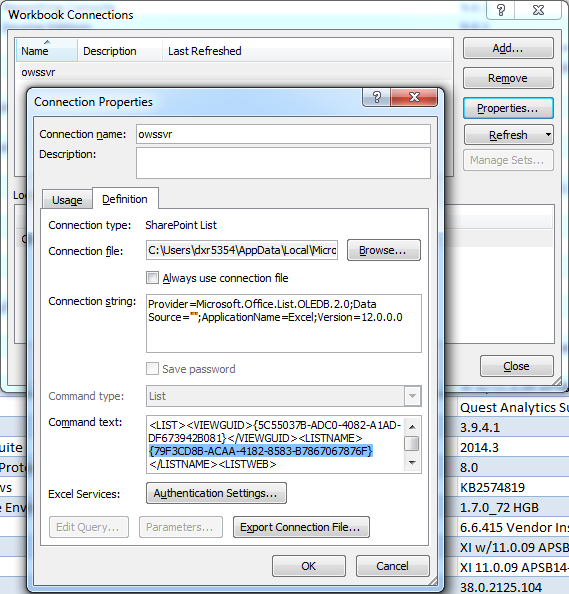 Workbook Connections
Name Description Last Refreshed
owssvr
Add...
Remove
Properties...
Refresh
Manage Sets...
Close
Lo
Connection Properties
Connection name: owssvr
Description:
Usage Definition
Connection type: SharePoint List
Connection file: C:\Users\dxr5354\AppData\Local\Micro Browse...
Always use connection file
Connection string: Provider=Microsoft.Office.List.OLEDB.2.0;Data
Source="";ApplicationName=Excel;Version=12.0.0.0
Save password
Command type: List
Command text: <LIST><VIEWGUID>{5C55037B-ADC0-4082-A1AD-
DF673942B081}</VIEWGUID><LISTNAME>
{79F3CD8B-ACAA-4182-8583-B7867067876F}
</LISTNAME><LISTWEB>
Excel Services: Authentication Settings...
Edit Query... Parameters... Export Connection File...
OK Cancel
Quest Analytics Su
3.9.4.1
uite 2014.3
Prote 8.0
ws KB2574819
e Env 1.7.0_72 HGB
6.6.415 Vendor Ins
XI w/11.0.09 APSB
XI 11.0.09 APSB14-
38.0.2125.104